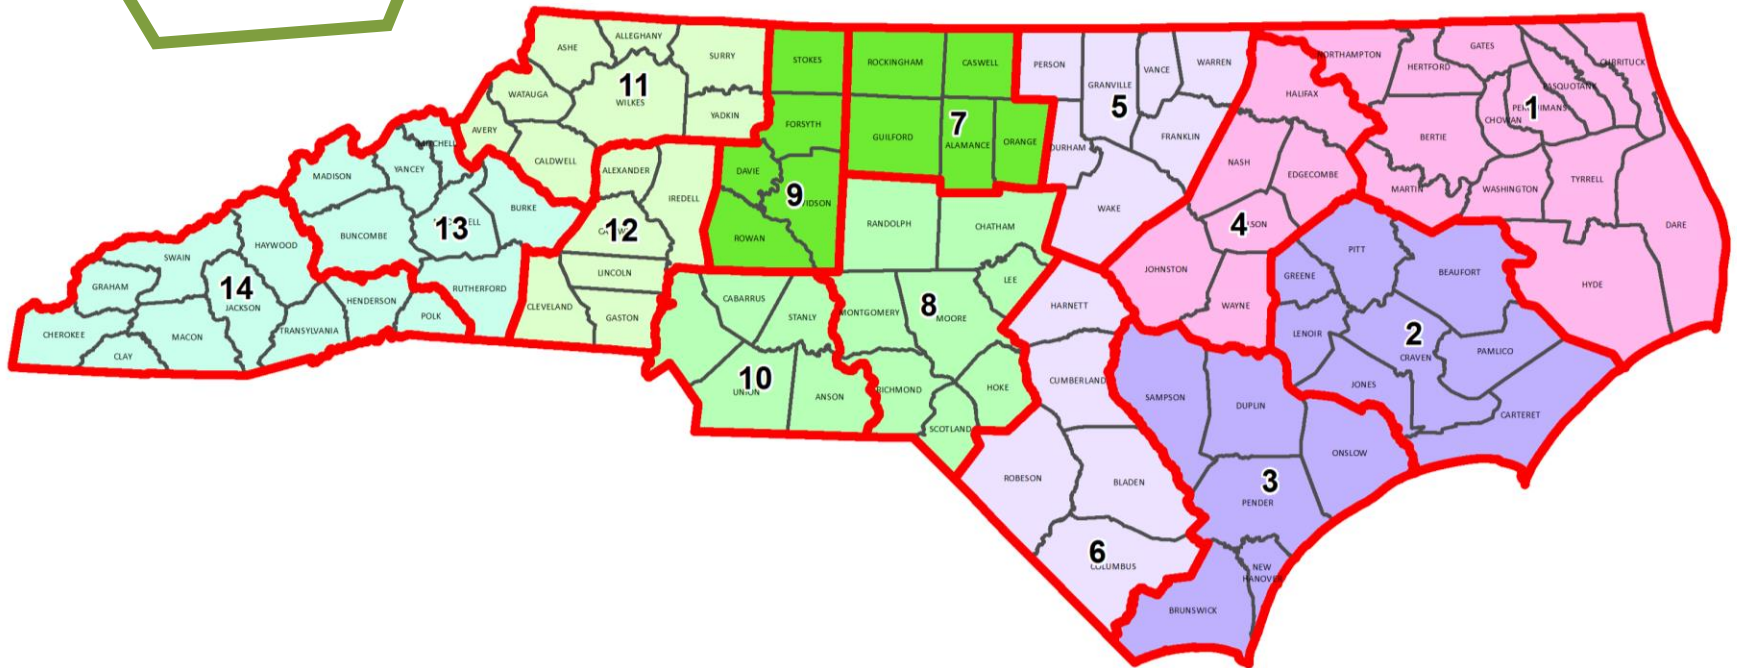 ALLEGHANY
ASHE
SURRY
WATAUGA
11
WILKES
YADKIN
AVERY
CALDWELL
STOKES
FORSYTH
DAVIE
9
ROWAN
ROCKINGHAM
CASWELL
GUILFORD
7
ALAMANCE
ORANGE
PERSON
GRANVILLE
VANCE
WARREN
5
FRANKLIN
DURHAM
WAKE
NORTHAMPTON
HALIFAX
NASH
EDGECOMBE
4
JOHNSTON
WAYNE
GATES
HERTFORD
CURRITUCK
1
CHOWAN
BERTIE
MARTIN
WASHINGTON
TYRRELL
DARE
HYDE
MITCHELL
MADISON
YANCEY
BURKE
BUNCOMBE
13
RUTHERFORD
HAYWOOD
SWAIN
GRAHAM
14
JACKSON
HENDERSON
POLK
TRANSYLVANIA
MACON
CHEROKEE
CLAY
ALEXANDER
IREDELL
12
LINCOLN
CLEVELAND
GASTON
RANDOLPH
CHATHAM
LEE
MONTGOMERY
8
MOORE
RICHMOND
HOKE
SCOTLAND
CABARRUS
STANLY
10
UNION
ANSON
HARNETT
CUMBERLAND
ROBESON
BLADEN
6
COLUMBUS
PITT
GREENE
BEAUFORT
LENOIR
2
CRAVEN
PAMLICO
JONES
CARTERET
SAMPSON
DUPLIN
ONSLOW
3
PENDER
NEW
HANOVER
BRUNSWICK